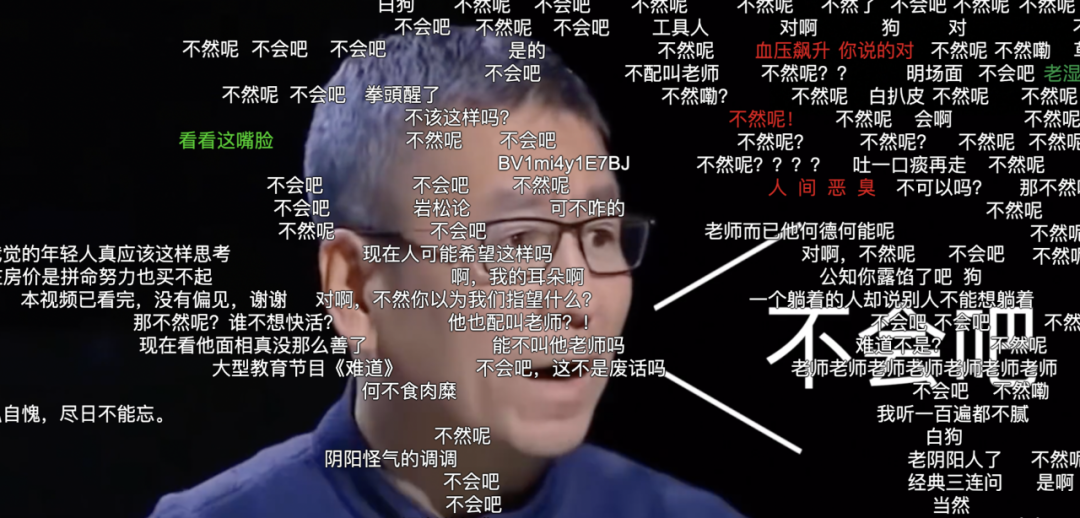 白狗 不然呢 不会吧 不然呢 不然呢 不然了 不会吧 不然呢 不然呢
不会吧 不然呢 不会吧 工具人 对啊 狗 对
不然呢 不会吧 不会吧 是的 不然呢 血压飙升 你说的对 不然呢 不然嘞
不会吧 不配叫老师 不然呢？？ 明场面 不会吧 老湿
不然呢 不会吧 拳頭醒了 不然嘞？ 不然呢 白扒皮 不然呢 不然呢
不该这样吗？ 不然呢！ 不然呢 会啊 不然呢
看看这嘴脸 不然呢 不会吧 不然呢？ 不然呢？ 不然呢 不然呢
BV1mi4y1E7BJ 不然呢？？？？ 吐一口痰再走 不然呢
不会吧 不会吧 不然呢 人间恶臭 不可以吗？ 那不然
不会吧 岩松论 可不咋的 不然呢
不然呢 不会吧 老师而已他何德何能呢 不然呢
觉的年轻人真应该这样思考 现在人可能希望这样吗 对啊，不然呢 不会吧 不然呢
房价是拼命努力也买不起 啊，我的耳朵啊 公知你露馅了吧 狗
本视频已看完，没有偏见，谢谢 对啊，不然你以为我们指望什么？ 一个躺着的人却说别人不能想躺着
不会吧
那不然呢？谁不想快活？ 他也配叫老师？！ 不会吧 不会吧 不然
现在看他面相真没那么善了 能不叫他老师吗 难道不是？ 不然呢
大型教育节目《难道》 不会吧，这不是废话吗 老师老师老师老师老师老师老师
何不食肉糜 不会吧 不然嘞
自愧，尽日不能忘。 我听一百遍都不腻
不然呢 白狗
阴阳怪气的调调 老阴阳人了 不然呢
不会吧 经典三连问 是啊
不会吧 当然